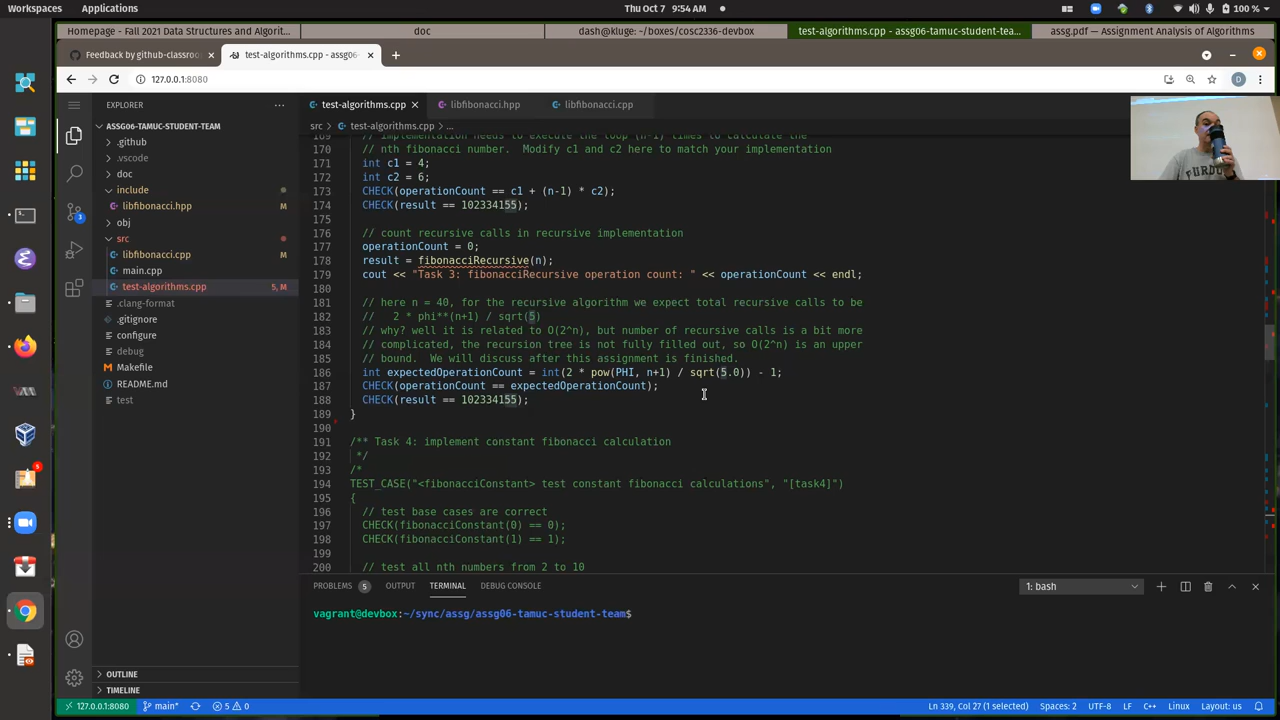 Workspaces Applications Thu Oct 7 9:54 AM 100 %
Homepage - Fall 2021 Data Structures and Algorit... doc dash@kluge: ~/boxes/cosc2336-devbox test-algorithms.cpp - assg06-tamuc-student-tea... assg.pdf — Assignment Analysis of Algorithms
Feedback by github-classroo test-algorithms.cpp - assg06-
127.0.0.1:8080 D
EXPLORER test-algorithms.cpp libfibonacci.hpp libfibonacci.cpp
ASSG06-TAMUC-STUDENT-TEAM src > test-algorithms.cpp > ...
.github
.vscode
doc
include
libfibonacci.hpp M
obj
src
libfibonacci.cpp M
main.cpp
test-algorithms.cpp 5, M
.clang-format
.gitignore
configure
debug
Makefile
README.md
test
OUTLINE
TIMELINE
3
5
169 // implementation needs to execute the loop (n-1) times to calculate the
170 // nth fibonacci number. Modify c1 and c2 here to match your implementation
171 int c1 = 4;
172 int c2 = 6;
173 CHECK(operationCount == c1 + (n-1) * c2);
174 CHECK(result == 102334155);
175
176 // count recursive calls in recursive implementation
177 operationCount = 0;
178 result = fibonacciRecursive(n);
179 cout << "Task 3: fibonacciRecursive operation count: " << operationCount << endl;
180
181 // here n = 40, for the recursive algorithm we expect total recursive calls to be
182 // 2 * phi**(n+1) / sqrt(5)
183 // why? well it is related to O(2^n), but number of recursive calls is a bit more
184 // complicated, the recursion tree is not fully filled out, so O(2^n) is an upper
185 // bound. We will discuss after this assignment is finished.
186 int expectedOperationCount = int(2 * pow(PHI, n+1) / sqrt(5.0)) - 1;
187 CHECK(operationCount == expectedOperationCount);
188 CHECK(result == 102334155);
189 }
190
191 /** Task 4: implement constant fibonacci calculation
192 */
193 /*
194 TEST_CASE("<fibonacciConstant> test constant fibonacci calculations", "[task4]")
195 {
196 // test base cases are correct
197 CHECK(fibonacciConstant(0) == 0);
198 CHECK(fibonacciConstant(1) == 1);
199
200 // test all nth numbers from 2 to 10
PROBLEMS 5 OUTPUT TERMINAL DEBUG CONSOLE 1: bash
vagrant@devbox:~/sync/assg/assg06-tamuc-student-team$
127.0.0.1:8080 main* 5 0 Ln 339, Col 27 (1 selected) Spaces: 2 UTF-8 LF C++ Linux Layout: us